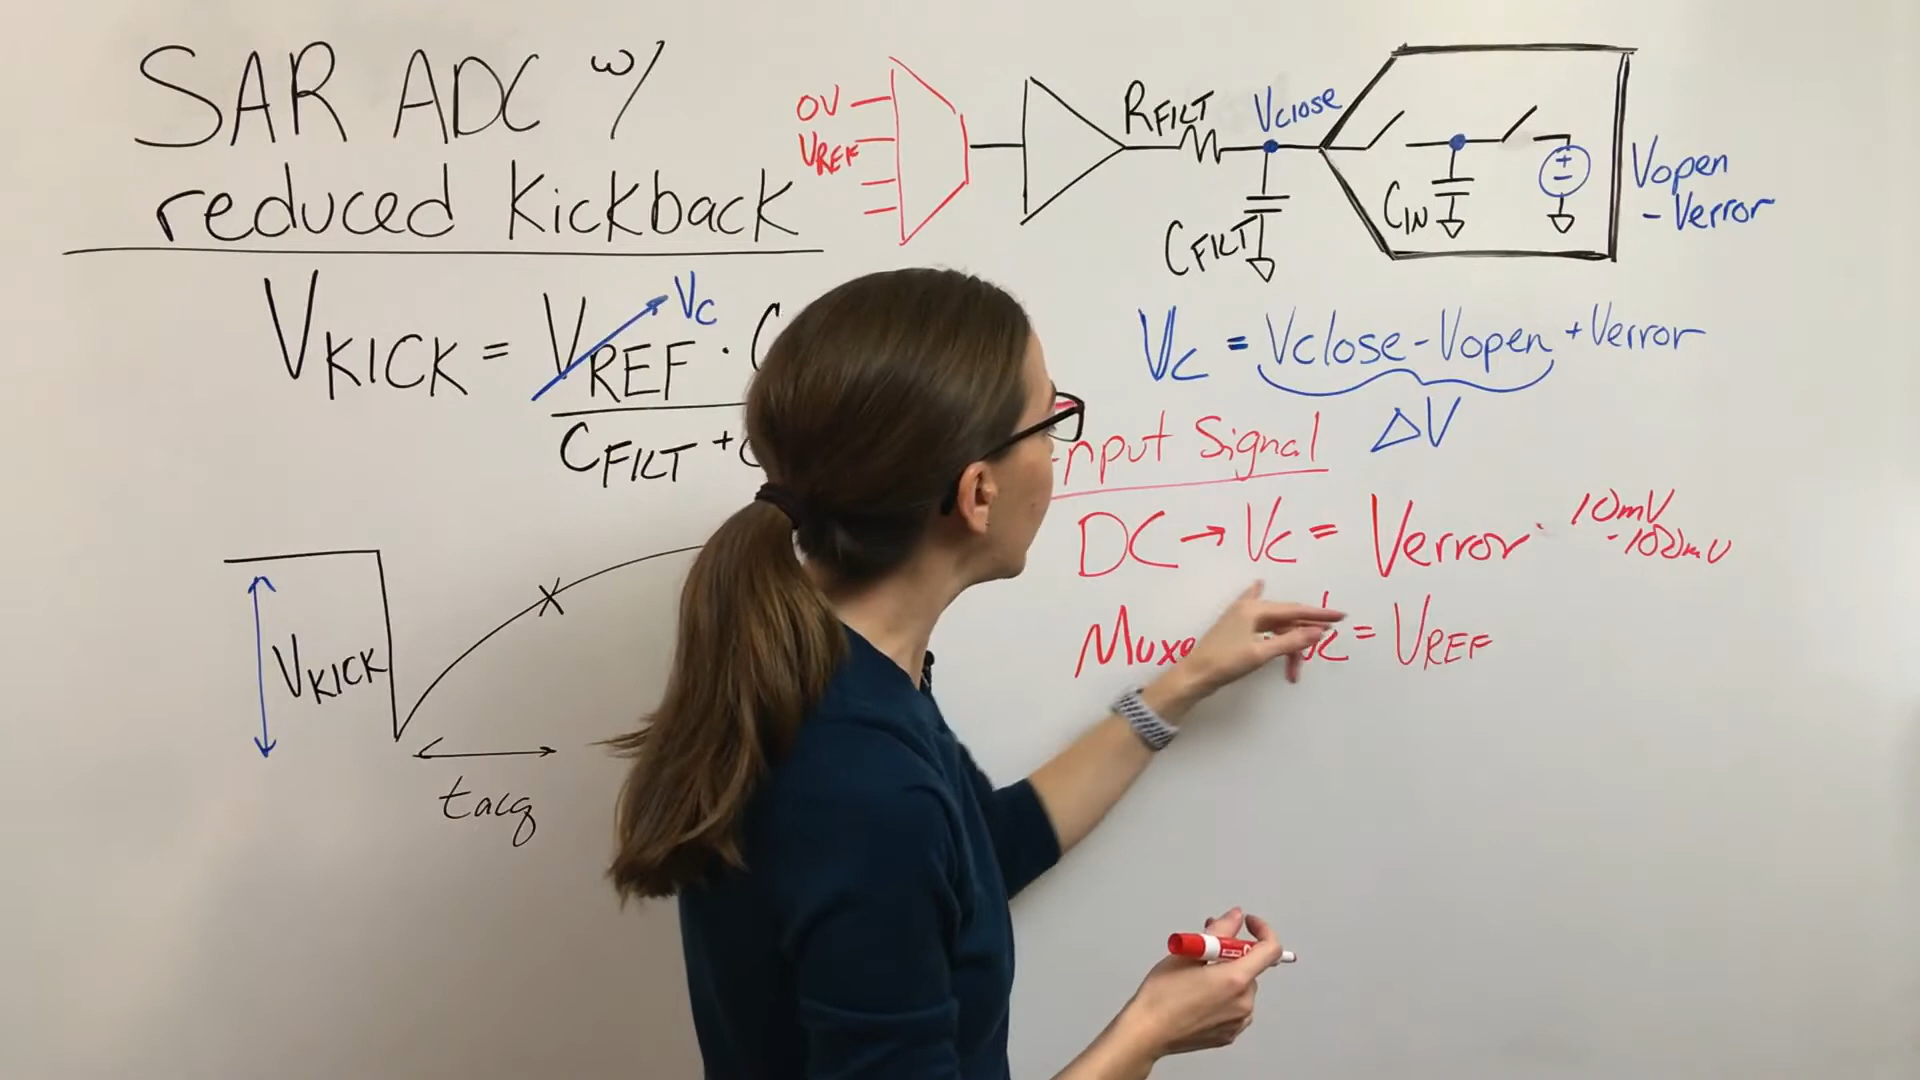 SAR ADC w/
reduced Kickback
VKICK = VREF · C
Vc
CFILT + C
VKICK
tacq
0V
VREF
RFILT
Vclose
CFILT
CIN
+
-
Vopen
- Verror
Vc = Vclose - Vopen + Verror
ΔV
nput Signal
DC → Vc = Verror
10mV
-100mV
Muxe = VREF